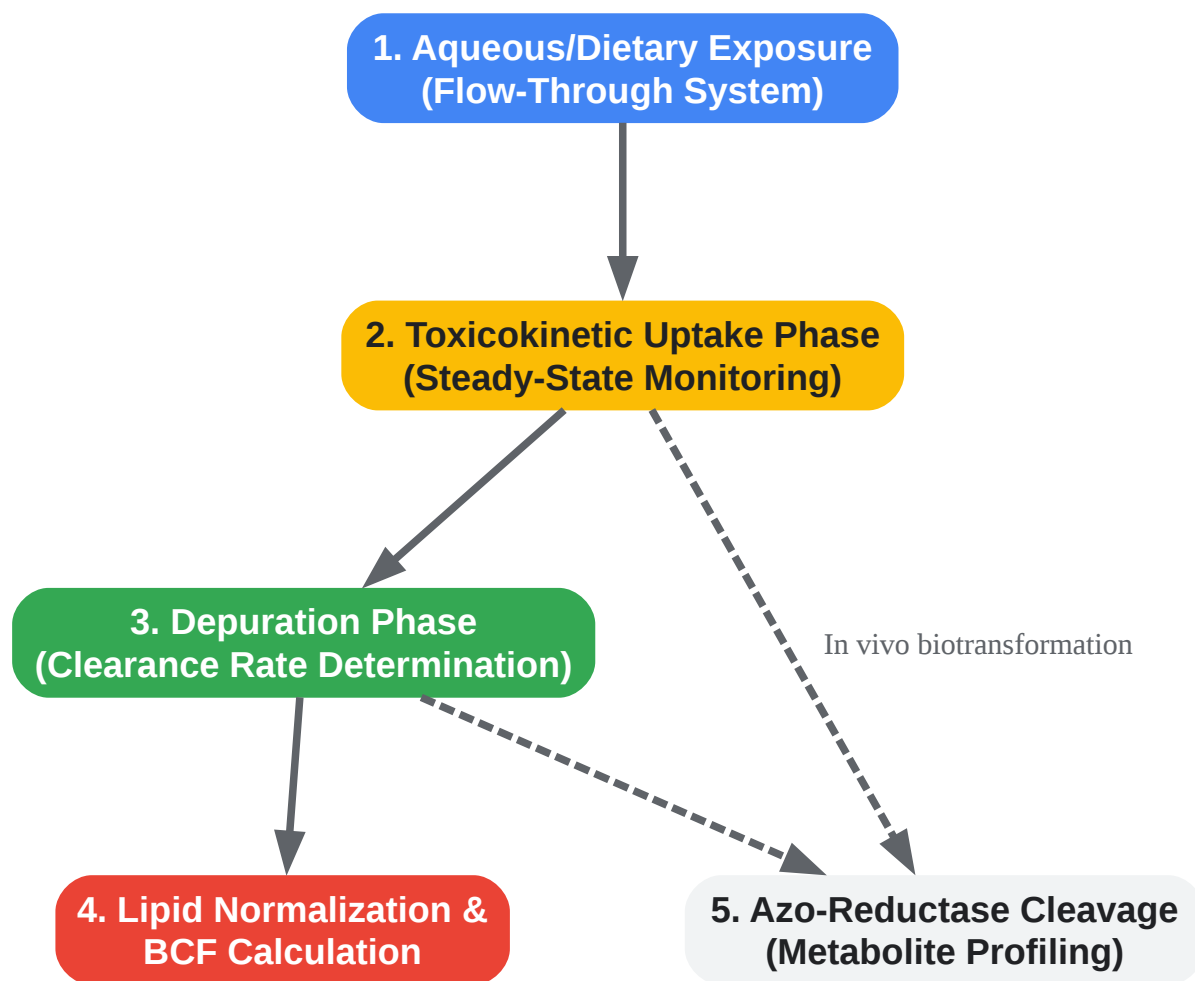 1. Aqueous/Dietary Exposure
(Flow-Through System)
2. Toxicokinetic Uptake Phase
(Steady-State Monitoring)
3. Depuration Phase
(Clearance Rate Determination)
In vivo biotransformation
4. Lipid Normalization &
BCF Calculation
5. Azo-Reductase Cleavage
(Metabolite Profiling)